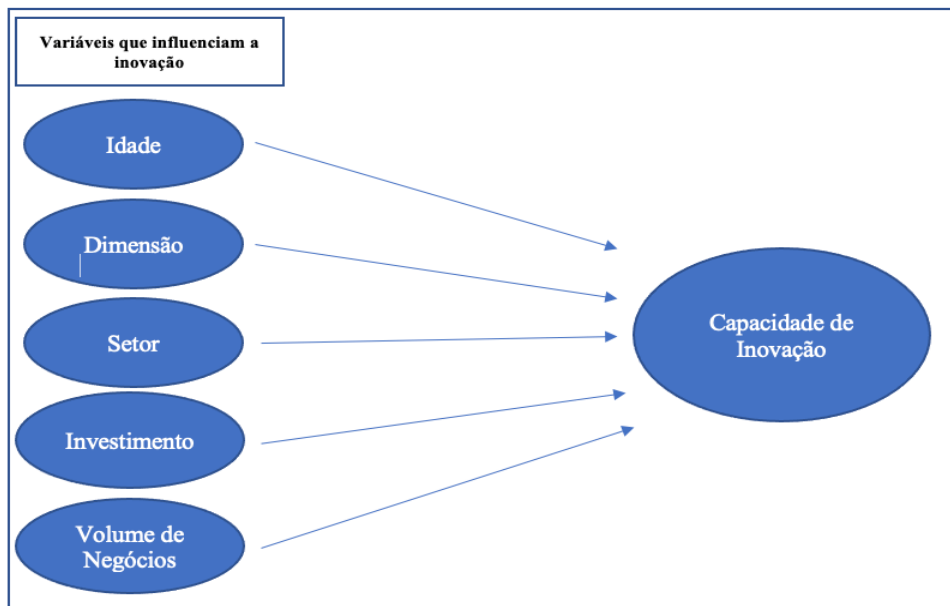 Variáveis que influenciam a
inovação
Idade
Dimensão
Setor
Investimento
Volume de
Negócios
Capacidade de
Inovação